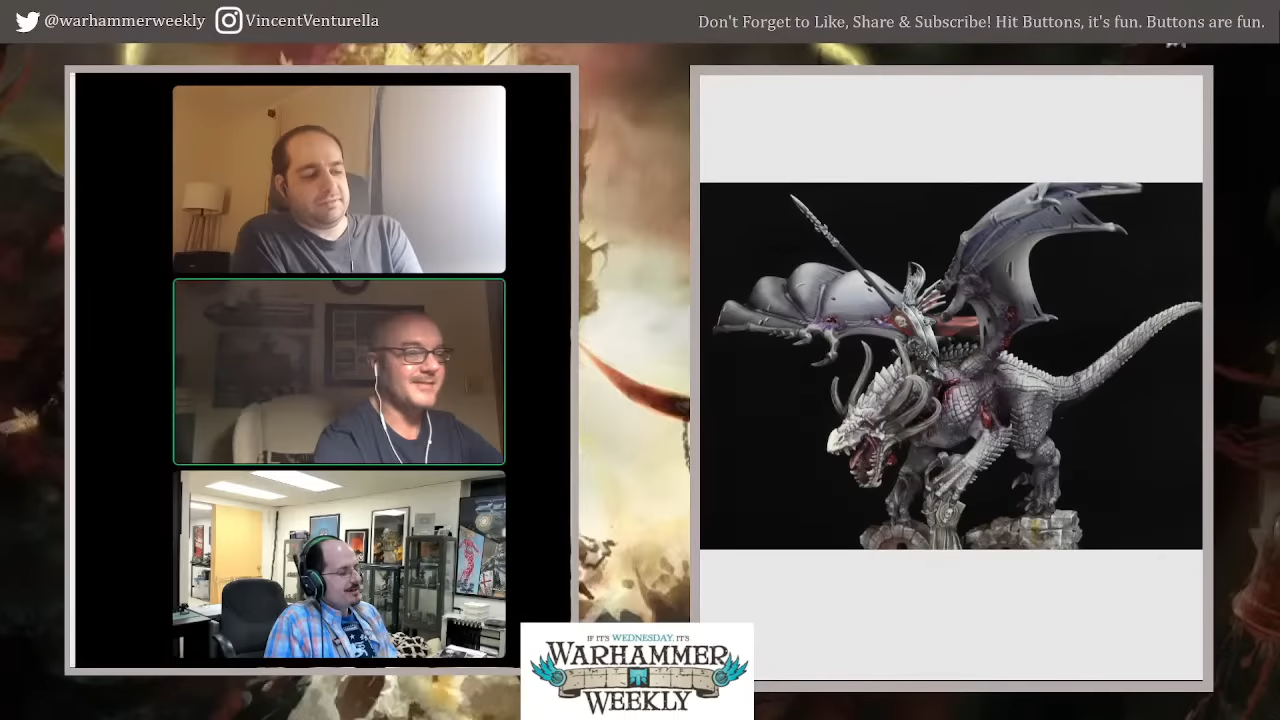 @warhammerweekly VincentVenturella
Don't Forget to Like, Share & Subscribe! Hit Buttons, it's fun. Buttons are fun.
IF IT'S WEDNESDAY, IT'S
WARHAMMER
WEEKLY